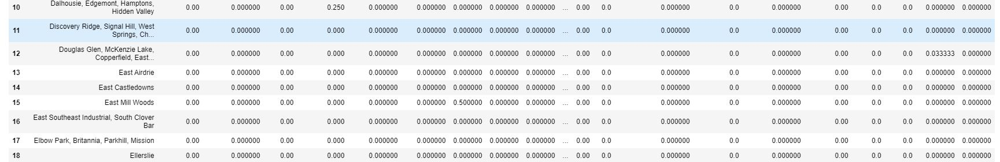 10 Dalhousie, Edgemont, Hamptons, Hidden Valley 0.00 0.000000 0.00 0.250 0.000000 0.000000 0.000000 0.000000 0.000000 ... 0.00 0.0 0.000000 0.0 0.000000 0.00 0.0 0.0 0.000000 0.000000
11 Discovery Ridge, Signal Hill, West Springs, Ch... 0.00 0.000000 0.00 0.000 0.000000 0.000000 0.000000 0.000000 0.000000 ... 0.00 0.0 0.000000 0.0 0.000000 0.00 0.0 0.0 0.000000 0.000000
12 Douglas Glen, McKenzie Lake, Copperfield, East... 0.00 0.000000 0.00 0.000 0.000000 0.000000 0.000000 0.000000 0.000000 ... 0.00 0.0 0.000000 0.0 0.000000 0.00 0.0 0.0 0.033333 0.000000
13 East Airdrie 0.00 0.000000 0.00 0.000 0.000000 0.000000 0.000000 0.000000 0.000000 ... 0.00 0.0 0.000000 0.0 0.000000 0.00 0.0 0.0 0.000000 0.000000
14 East Castledowns 0.00 0.000000 0.00 0.000 0.000000 0.000000 0.000000 0.000000 0.000000 ... 0.00 0.0 0.000000 0.0 0.000000 0.00 0.0 0.0 0.000000 0.000000
15 East Mill Woods 0.00 0.000000 0.00 0.000 0.000000 0.000000 0.500000 0.000000 0.000000 ... 0.00 0.0 0.000000 0.0 0.000000 0.00 0.0 0.0 0.000000 0.000000
16 East Southeast Industrial, South Clover Bar 0.00 0.000000 0.00 0.000 0.000000 0.000000 0.000000 0.000000 0.000000 ... 0.00 0.0 0.000000 0.0 0.000000 0.00 0.0 0.0 0.000000 0.000000
17 Elbow Park, Britannia, Parkhill, Mission 0.00 0.000000 0.00 0.000 0.000000 0.000000 0.000000 0.000000 0.000000 ... 0.00 0.0 0.000000 0.0 0.000000 0.00 0.0 0.0 0.000000 0.000000
18 Ellerslie 0.00 0.000000 0.00 0.000 0.000000 0.000000 0.000000 0.000000 0.000000 ... 0.00 0.0 0.000000 0.0 0.000000 0.00 0.0 0.0 0.000000 0.000000